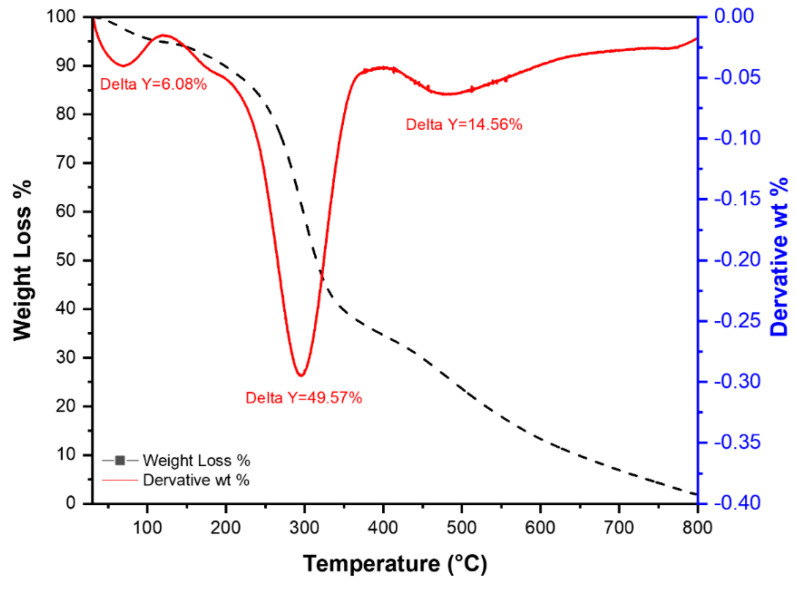 100
90
80
70
60
50
40
30
20
10
0
Weight Loss %
Delta Y=6.08%
Delta Y=14.56%
Delta Y=49.57%
Weight Loss %
Dervative wt %
0.00
-0.05
-0.10
-0.15
-0.20
-0.25
-0.30
-0.35
-0.40
Dervative wt %
100 200 300 400 500 600 700 800
Temperature (°C)